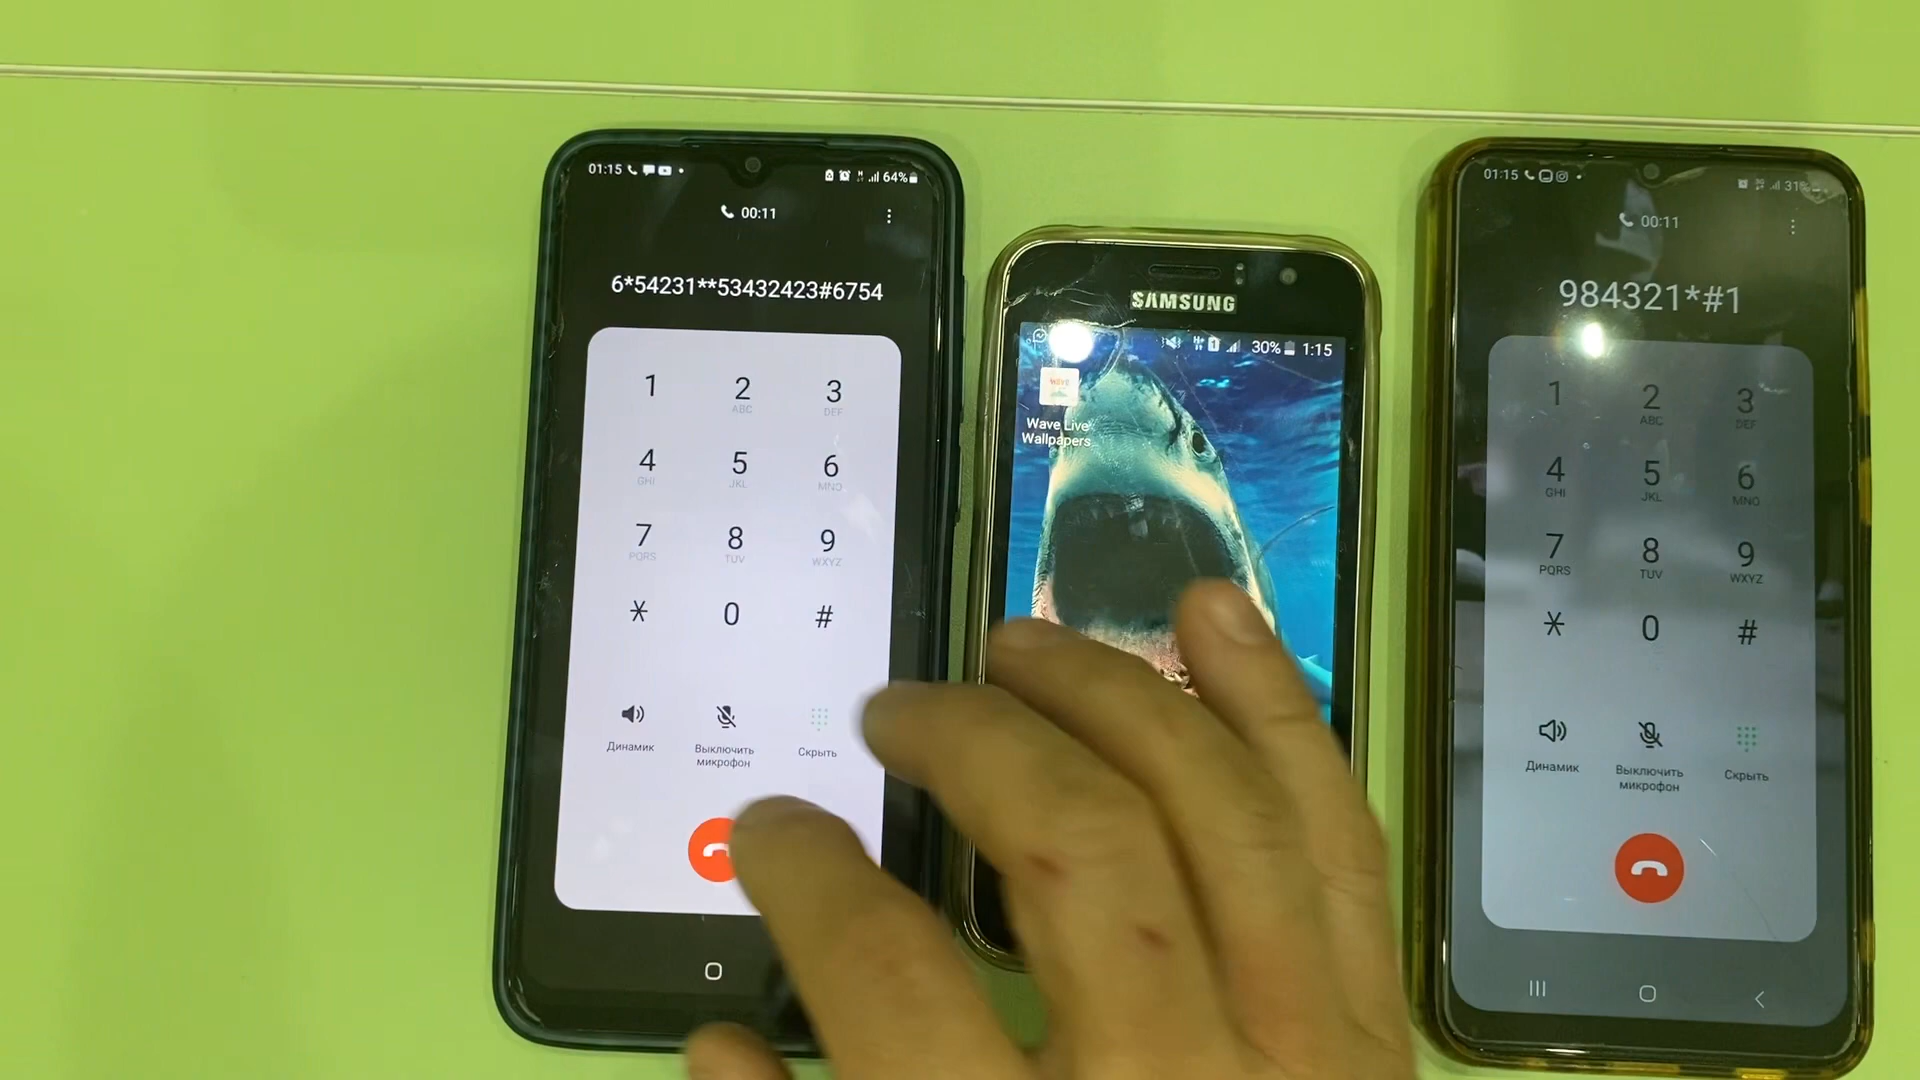 01:15
64%
00:11
6*54231**53432423#6754
1
2
ABC
3
DEF
4
GHI
5
JKL
6
MNO
7
PQRS
8
TUV
9
WXYZ
*
0
#
Динамик
Выключить
микрофон
Скрыть
SAMSUNG
30% 1:15
WAVE
Wave Live
Wallpapers
01:15
31%
00:11
984321*#1
1
2
ABC
3
DEF
4
GHI
5
JKL
6
MNO
7
PQRS
8
TUV
9
WXYZ
*
0
#
Динамик
Выключить
микрофон
Скрыть